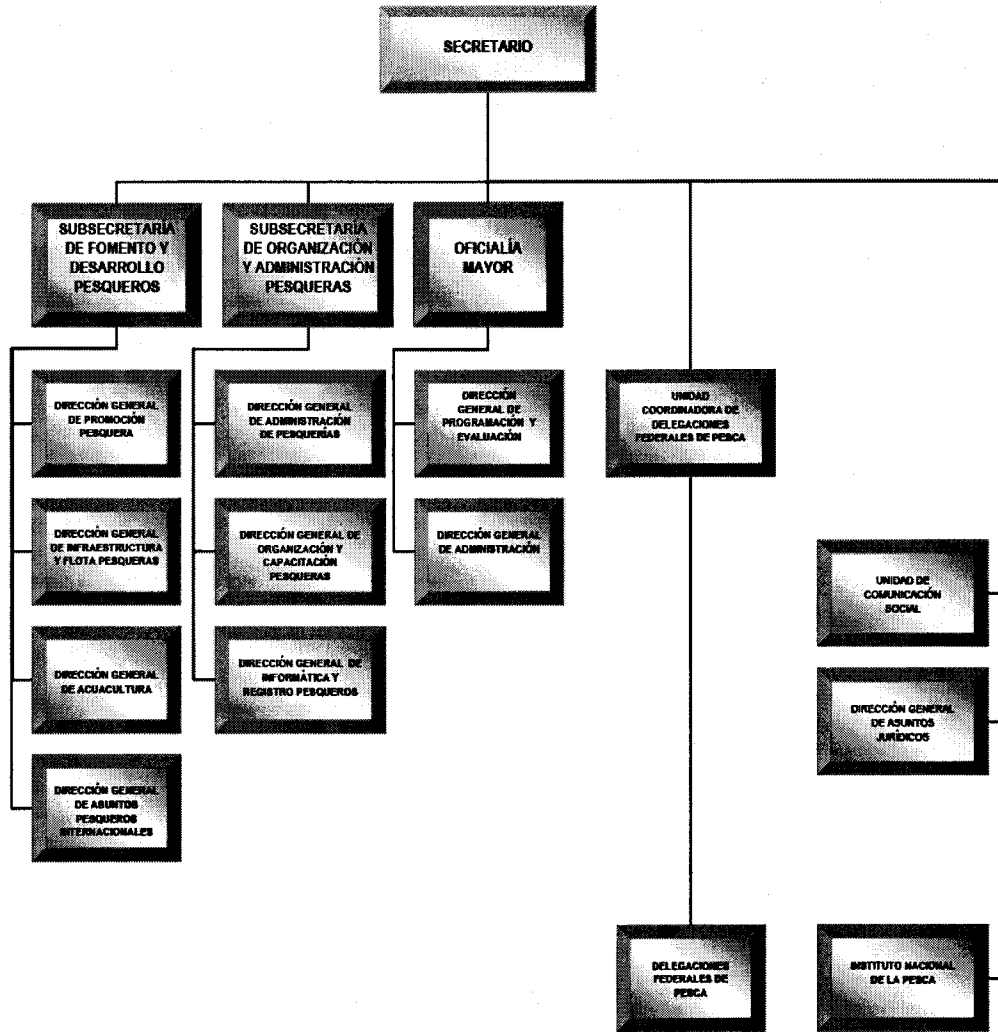 SECRETARIO
SUBSECRETARÍA
DE FOMENTO Y
DESARROLLO
PESQUEROS
SUBSECRETARÍA
DE ORGANIZACIÓN
Y ADMINISTRACIÓN
PESQUERAS
OFICIALÍA
MAYOR
DIRECCIÓN GENERAL
DE PROMOCIÓN
PESQUERA
DIRECCIÓN GENERAL
DE ADMINISTRACIÓN
DE PESQUERÍAS
DIRECCIÓN
GENERAL DE
PROGRAMACIÓN Y
EVALUACIÓN
UNIDAD
COORDINADORA DE
DELEGACIONES
FEDERALES DE PESCA
DIRECCIÓN GENERAL
DE INFRAESTRUCTURA
Y FLOTA PESQUERAS
DIRECCIÓN GENERAL DE
ORGANIZACIÓN Y
CAPACITACIÓN
PESQUERAS
DIRECCIÓN GENERAL
DE ADMINISTRACIÓN
UNIDAD DE
COMUNICACIÓN
SOCIAL
DIRECCIÓN GENERAL
DE ACUACULTURA
DIRECCIÓN GENERAL DE
INFORMÁTICA Y
REGISTRO PESQUEROS
DIRECCIÓN GENERAL
DE ASUNTOS
JURÍDICOS
DIRECCIÓN GENERAL
DE ASUNTOS
PESQUEROS
INTERNACIONALES
DELEGACIONES
FEDERALES DE
PESCA
INSTITUTO NACIONAL
DE LA PESCA